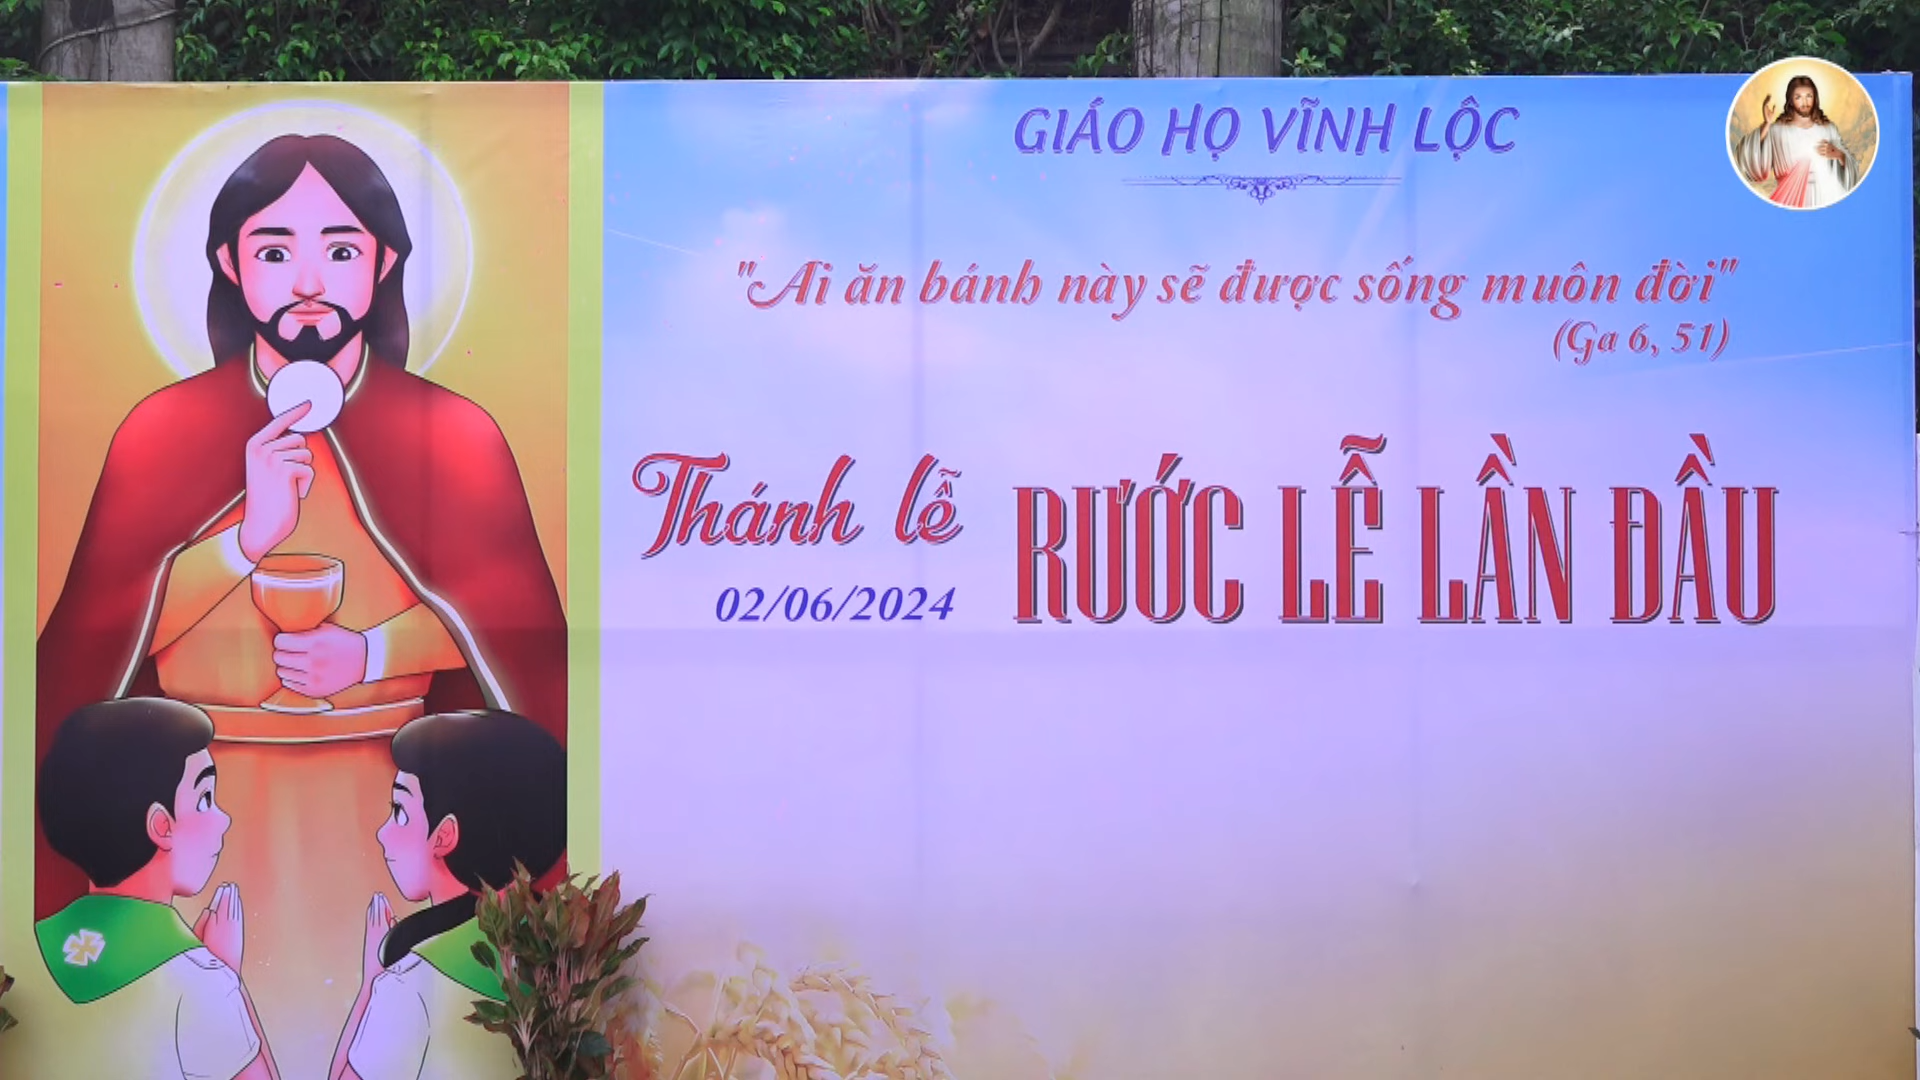 GIÁO HỌ VĨNH LỘC
"Ai ăn bánh này sẽ được sống muôn đời"
(Ga 6, 51)
Thánh lễ RƯỚC LỄ LẦN ĐẦU
02/06/2024